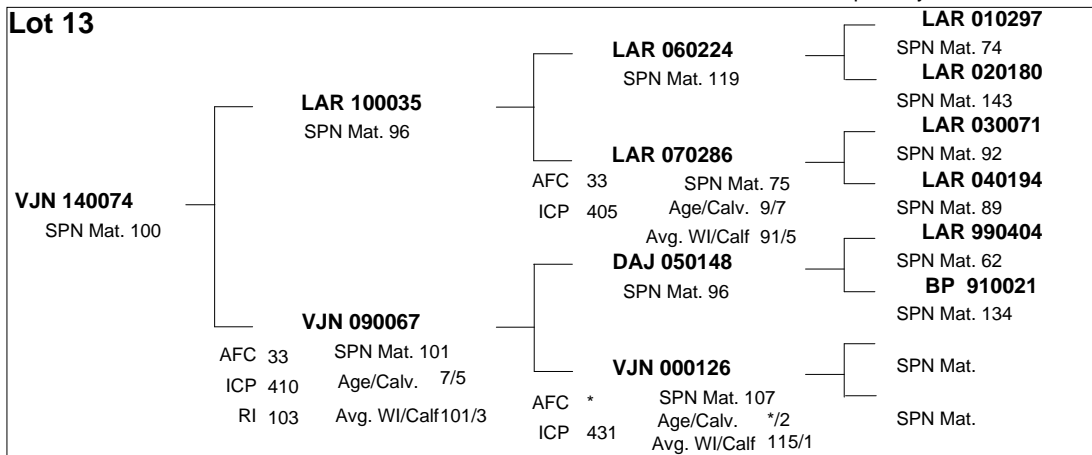 Lot 13
VJN 140074
SPN Mat. 100
LAR 100035
SPN Mat. 96
VJN 090067
AFC 33 SPN Mat. 101
ICP 410 Age/Calv. 7/5
RI 103 Avg. WI/Calf 101/3
LAR 060224
SPN Mat. 119
LAR 070286
AFC 33 SPN Mat. 75
ICP 405 Age/Calv. 9/7
Avg. WI/Calf 91/5
DAJ 050148
SPN Mat. 96
VJN 000126
AFC * SPN Mat. 107
Age/Calv. */2
ICP 431 Avg. WI/Calf 115/1
LAR 010297
SPN Mat. 74
LAR 020180
SPN Mat. 143
LAR 030071
SPN Mat. 92
LAR 040194
SPN Mat. 89
LAR 990404
SPN Mat. 62
BP 910021
SPN Mat. 134
SPN Mat.
SPN Mat.